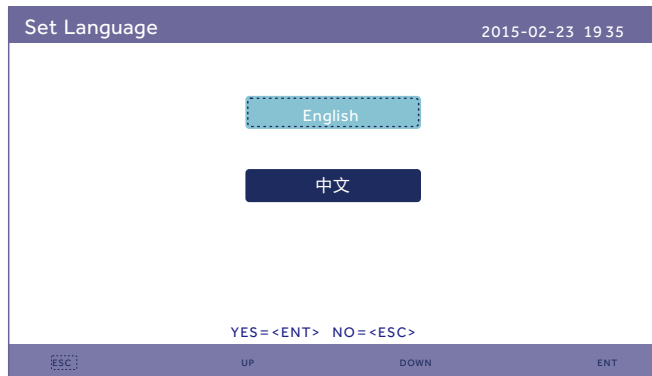 Set Language 2015-02-23 19 35
English
中文
YES=<ENT> NO=<ESC>
ESC UP DOWN ENT